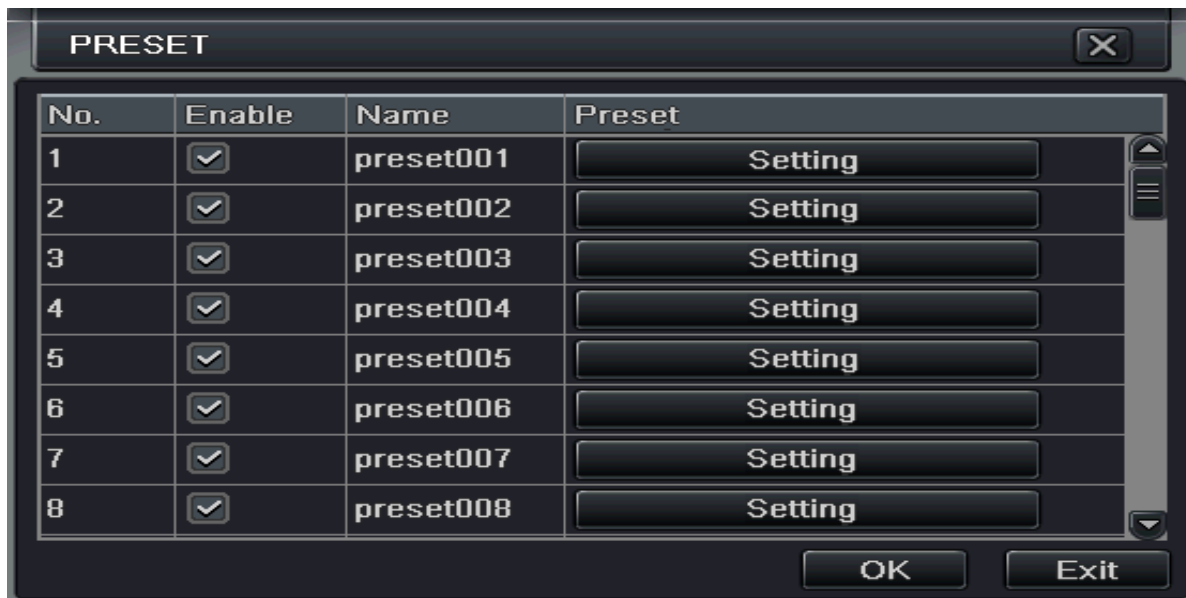 PRESET
No. Enable Name Preset
1 preset001 Setting
2 preset002 Setting
3 preset003 Setting
4 preset004 Setting
5 preset005 Setting
6 preset006 Setting
7 preset007 Setting
8 preset008 Setting
OK Exit